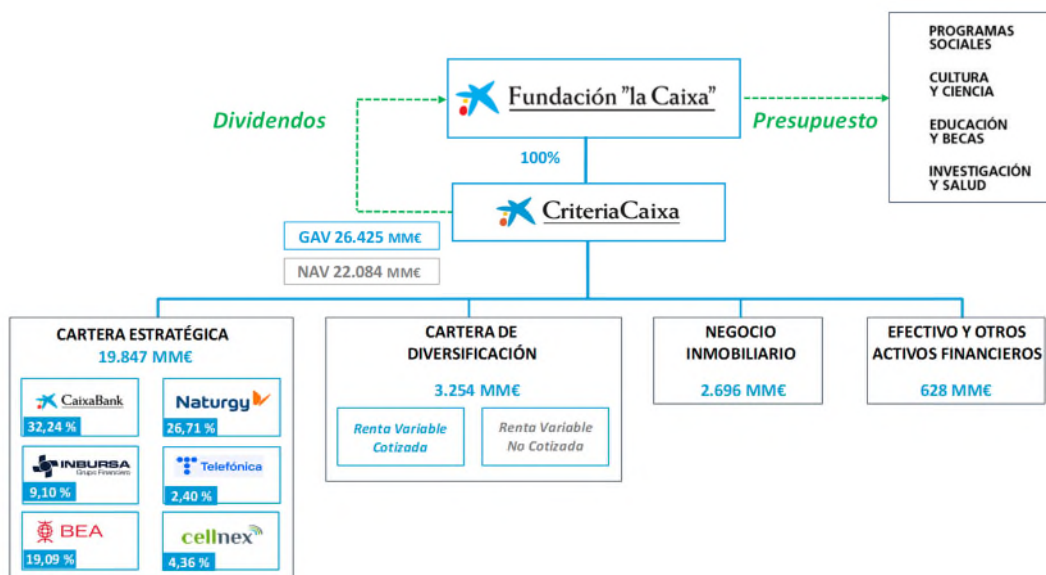 PROGRAMAS
SOCIALES
CULTURA
Y CIENCIA
EDUCACIÓN
Y BECAS
INVESTIGACIÓN
Y SALUD
Fundación "la Caixa"
Dividendos
Presupuesto
100%
CriteriaCaixa
GAV 26.425 MM€
NAV 22.084 MM€
CARTERA ESTRATÉGICA
19.847 MM€
CaixaBank
32,24 %
Naturgy
26,71 %
INBURSA
Grupo Financiero
9,10 %
Telefónica
2,40 %
BEA
19,09 %
cellnex
4,36 %
CARTERA DE
DIVERSIFICACIÓN
3.254 MM€
Renta Variable
Cotizada
Renta Variable
No Cotizada
NEGOCIO
INMOBILIARIO
2.696 MM€
EFECTIVO Y OTROS
ACTIVOS FINANCIEROS
628 MM€